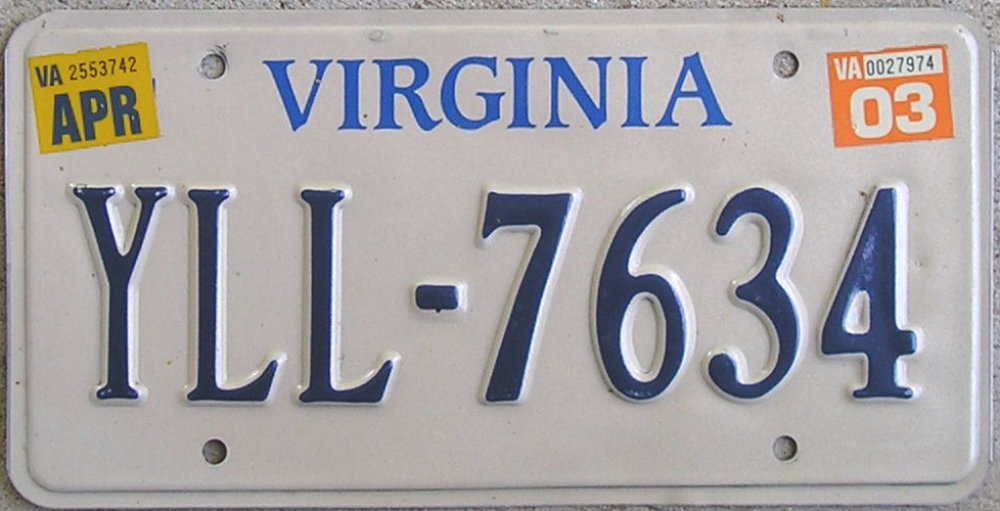 VA 2553742
APR
VIRGINIA
VA 0027974
03
YLL-7634